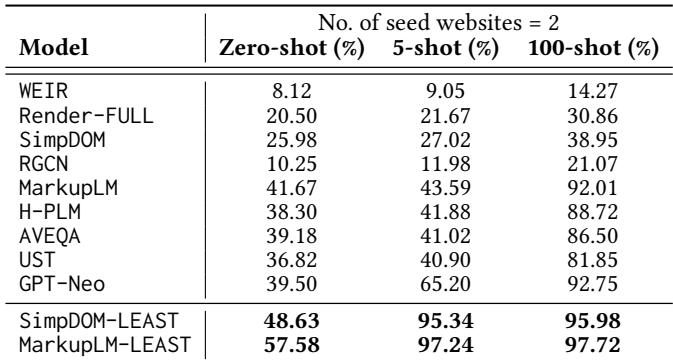 No. of seed websites = 2
Model Zero-shot (%) 5-shot (%) 100-shot (%)
WEIR 8.12 9.05 14.27
Render-FULL 20.50 21.67 30.86
SimpDOM 25.98 27.02 38.95
RGCN 10.25 11.98 21.07
MarkupLM 41.67 43.59 92.01
H-PLM 38.30 41.88 88.72
AVEQA 39.18 41.02 86.50
UST 36.82 40.90 81.85
GPT-Neo 39.50 65.20 92.75
SimpDOM-LEAST 48.63 95.34 95.98
MarkupLM-LEAST 57.58 97.24 97.72